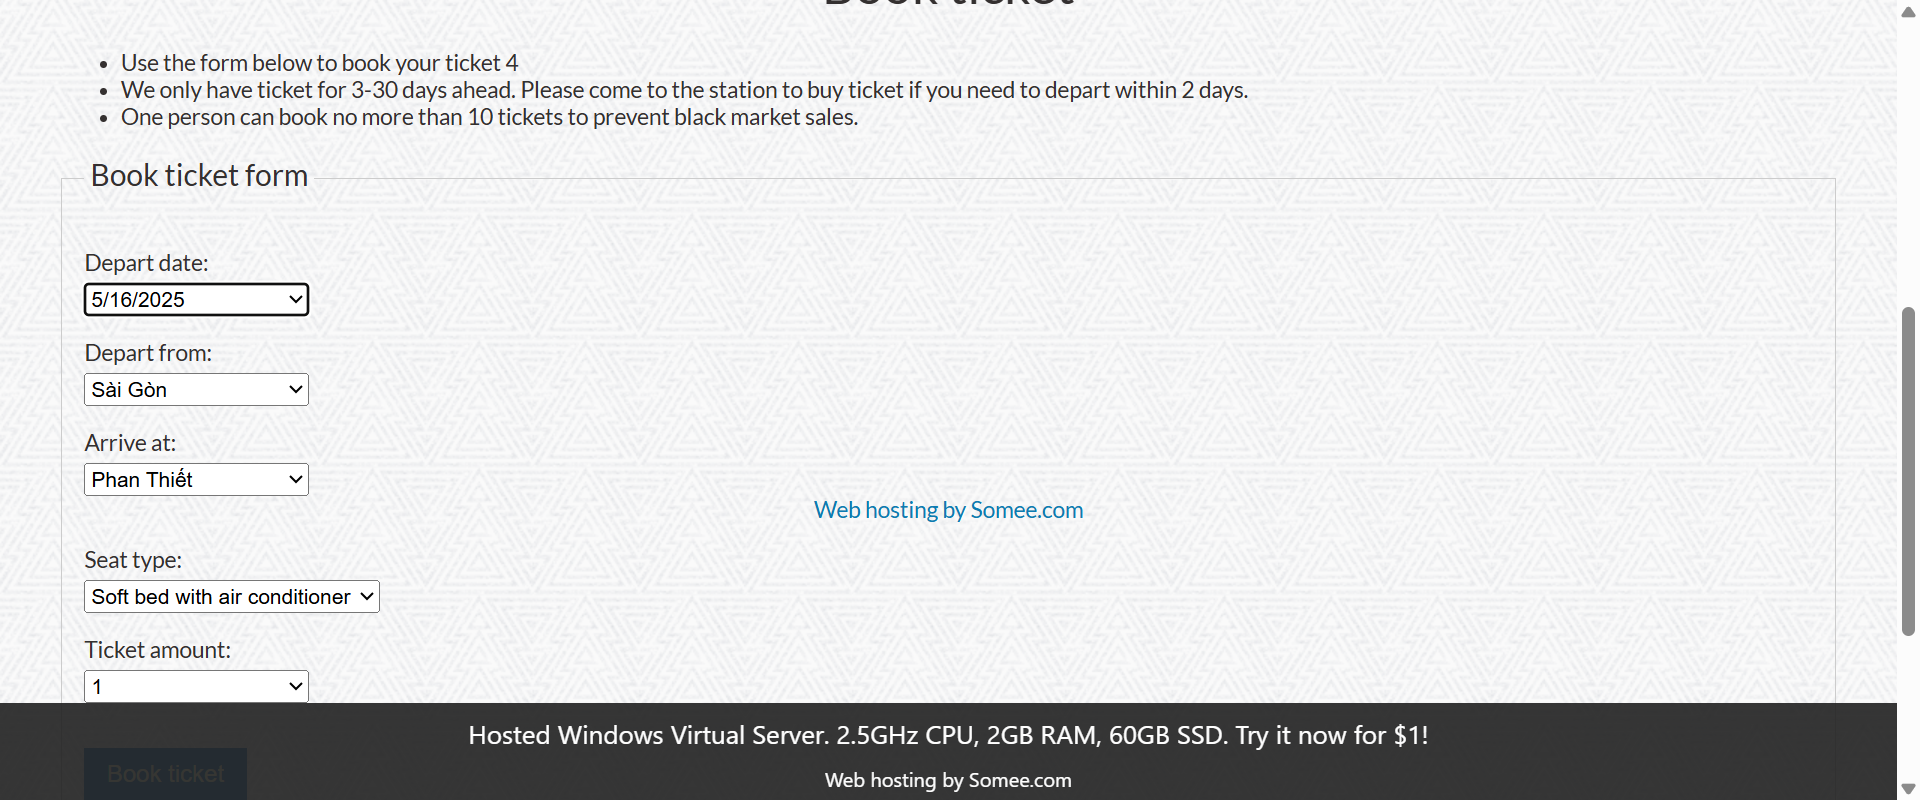 Book ticket
Use the form below to book your ticket 4
We only have ticket for 3-30 days ahead. Please come to the station to buy ticket if you need to depart within 2 days.
One person can book no more than 10 tickets to prevent black market sales.
Book ticket form
Depart date:
5/16/2025
Depart from:
Sài Gòn
Arrive at:
Phan Thiết
Web hosting by Somee.com
Seat type:
Soft bed with air conditioner
Ticket amount:
1
Hosted Windows Virtual Server. 2.5GHz CPU, 2GB RAM, 60GB SSD. Try it now for $1!
Book ticket
Web hosting by Somee.com